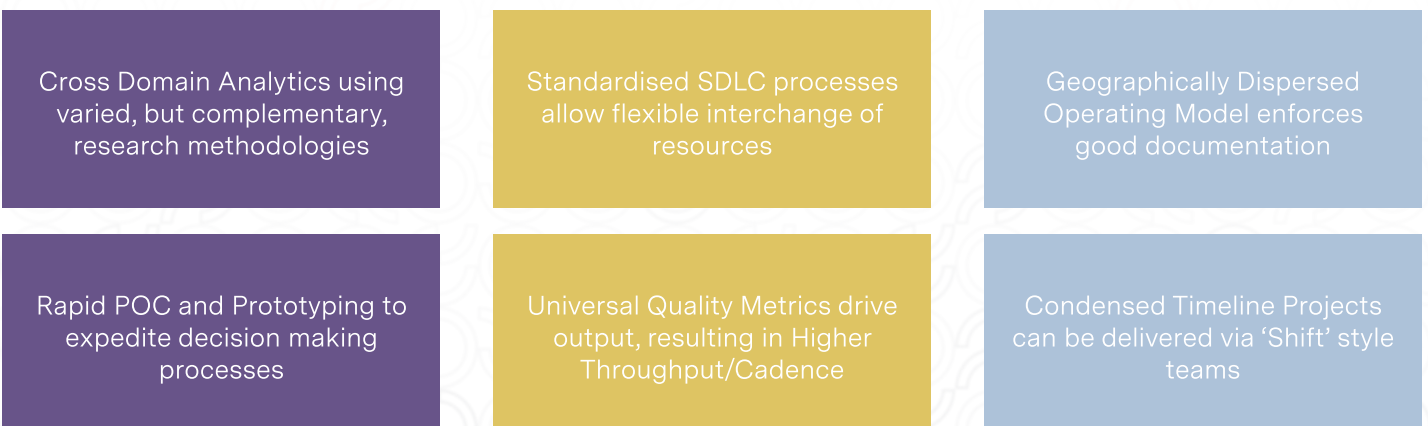 Cross Domain Analytics using
varied, but complementary,
research methodologies
Standardised SDLC processes
allow flexible interchange of
resources
Geographically Dispersed
Operating Model enforces
good documentation
Rapid POC and Prototyping to
expedite decision making
processes
Universal Quality Metrics drive
output, resulting in Higher
Throughput/Cadence
Condensed Timeline Projects
can be delivered via ‘Shift’ style
teams